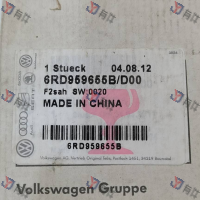 1 Stueck 04.08.12
6RD959655B/D00
F2sah SW:0020
MADE IN CHINA
6RD959655B
Volkswagen Gruppe